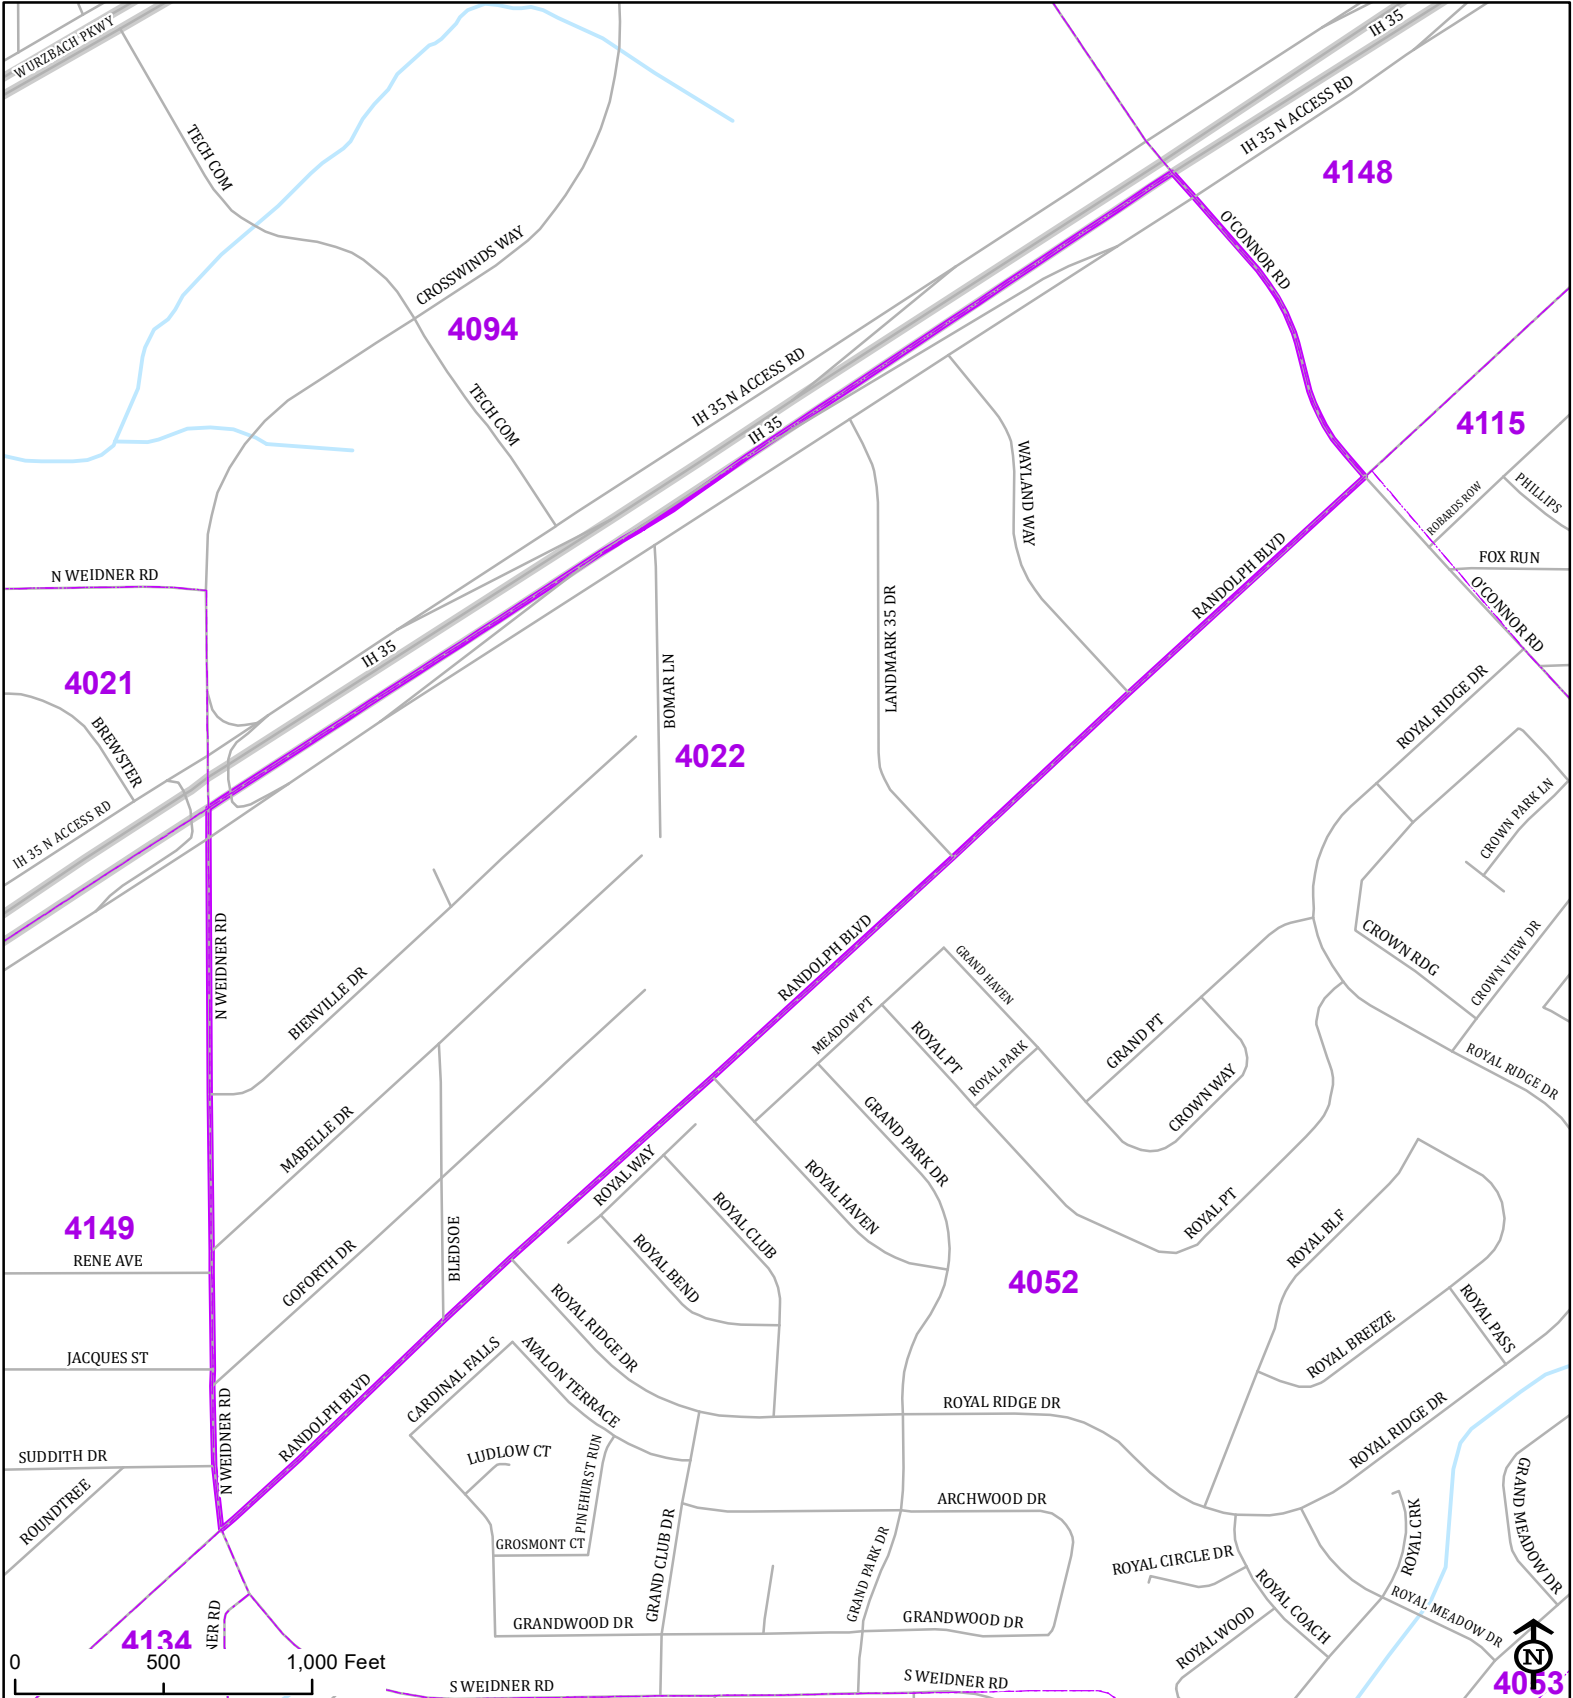 WURZBACH PKWY
IH 35
IH 35 N ACCESS RD
TECH COM
4148
O'CONNOR RD
CROSSWINDS WAY
4094
IH 35 N ACCESS RD
TECH COM
IH 35
4115
WAYLAND WAY
PHILLIPS
ROBARDS ROW
FOX RUN
N WEIDNER RD
RANDOLPH BLVD
O'CONNOR RD
LANDMARK 35 DR
IH 35
4021
BOMAR LN
ROYAL RIDGE DR
BREWSTER
4022
IH 35 N ACCESS RD
CROWN PARK LN
N WEIDNER RD
RANDOLPH BLVD
CROWN RDG
CROWN VIEW DR
BIENVILLE DR
GRAND HAVEN
MEADOW PT
ROYAL PT
ROYAL PARK
GRAND PT
CROWN WAY
ROYAL RIDGE DR
MABELLE DR
GRAND PARK DR
ROYAL WAY
ROYAL HAVEN
4149
RENE AVE
BLEDSOE
GOFORTH DR
ROYAL CLUB
ROYAL BEND
ROYAL PT
ROYAL BLF
4052
ROYAL RIDGE DR
ROYAL BREEZE
ROYAL PASS
JACQUES ST
CARDINAL FALLS
AVALON TERRACE
N WEIDNER RD
RANDOLPH BLVD
ROYAL RIDGE DR
ROYAL RIDGE DR
SUDDITH DR
LUDLOW CT
PINEHURST RUN
ARCHWOOD DR
ROUNDTREE
GROSMONT CT
GRAND CLUB DR
GRAND PARK DR
ROYAL CIRCLE DR
ROYAL CRK
GRAND MEADOW DR
ROYAL COACH
ROYAL MEADOW DR
GRANDWOOD DR
GRANDWOOD DR
ROYAL WOOD
NER RD
4134
0 500 1,000 Feet
S WEIDNER RD
S WEIDNER RD
N
4053